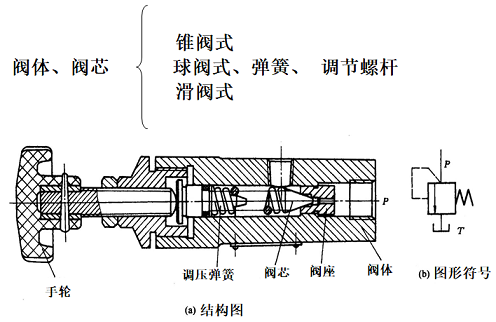 锥阀式
阀体、阀芯 球阀式、弹簧、 调节螺杆
滑阀式
P
P
T
调压弹簧 阀芯 阀座 阀体
手轮
(a) 结构图
(b) 图形符号